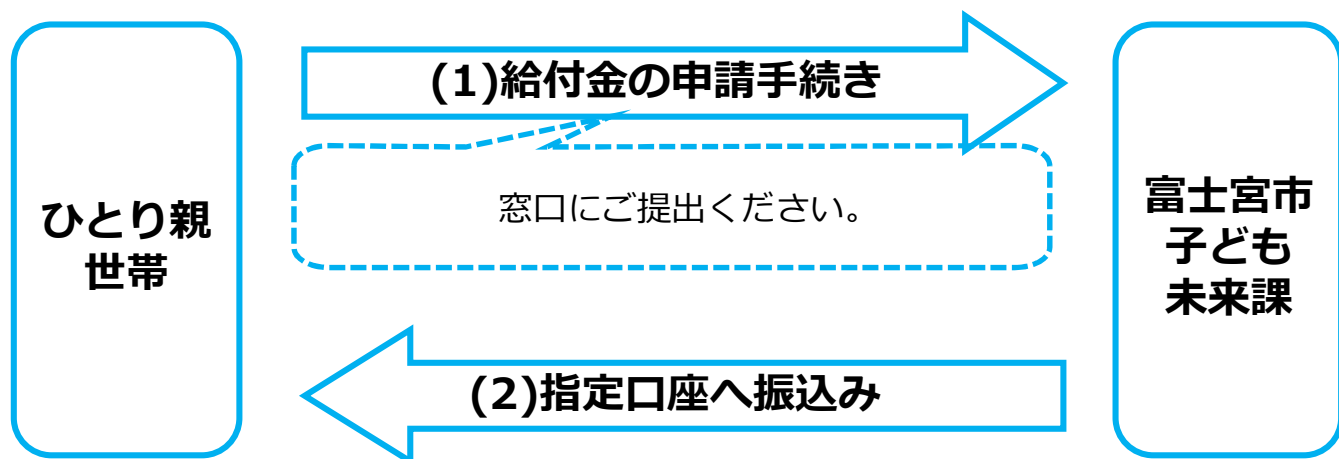 (1)給付金の申請手続き
ひとり親
世帯
窓口にご提出ください。
富士宮市
子ども
未来課
(2)指定口座へ振込み